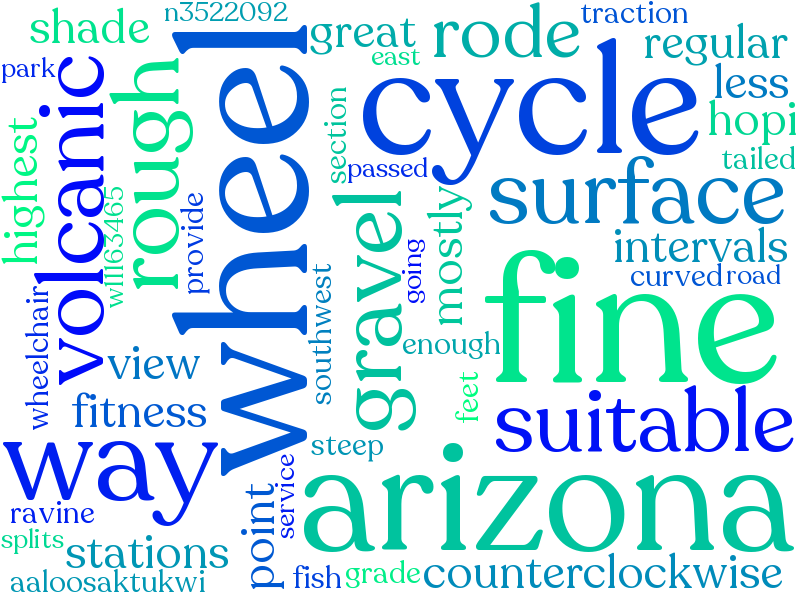 n3522092
traction
shade
great
rode
regular
east
park
less
volcanic
rough
wheel
cycle
hopi
highest
section
passed
tailed
surface
will63465
provide
gravel
mostly
intervals
going
curved
road
wheelchair
southwest
fine
view
enough
fitness
feet
suitable
way
steep
arizona
point
service
ravine
splits
stations
aaloosaktukwi
fish
grade
counterclockwise